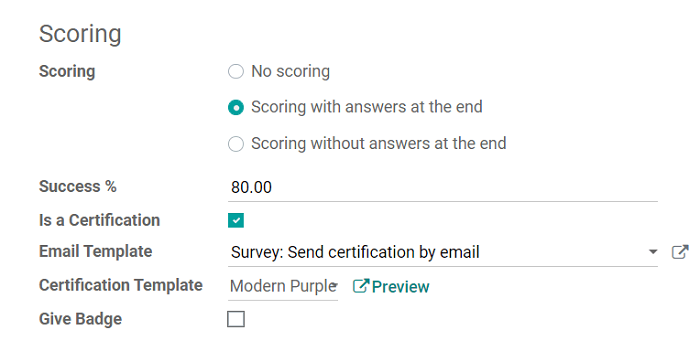 Scoring
Scoring No scoring
Scoring with answers at the end
Scoring without answers at the end
Success % 80.00
Is a Certification
Email Template Survey: Send certification by email
Certification Template Modern Purple Preview
Give Badge